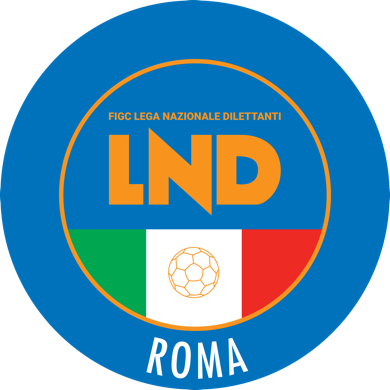 FIGC LEGA NAZIONALE DILETTANTI
LND
ROMA